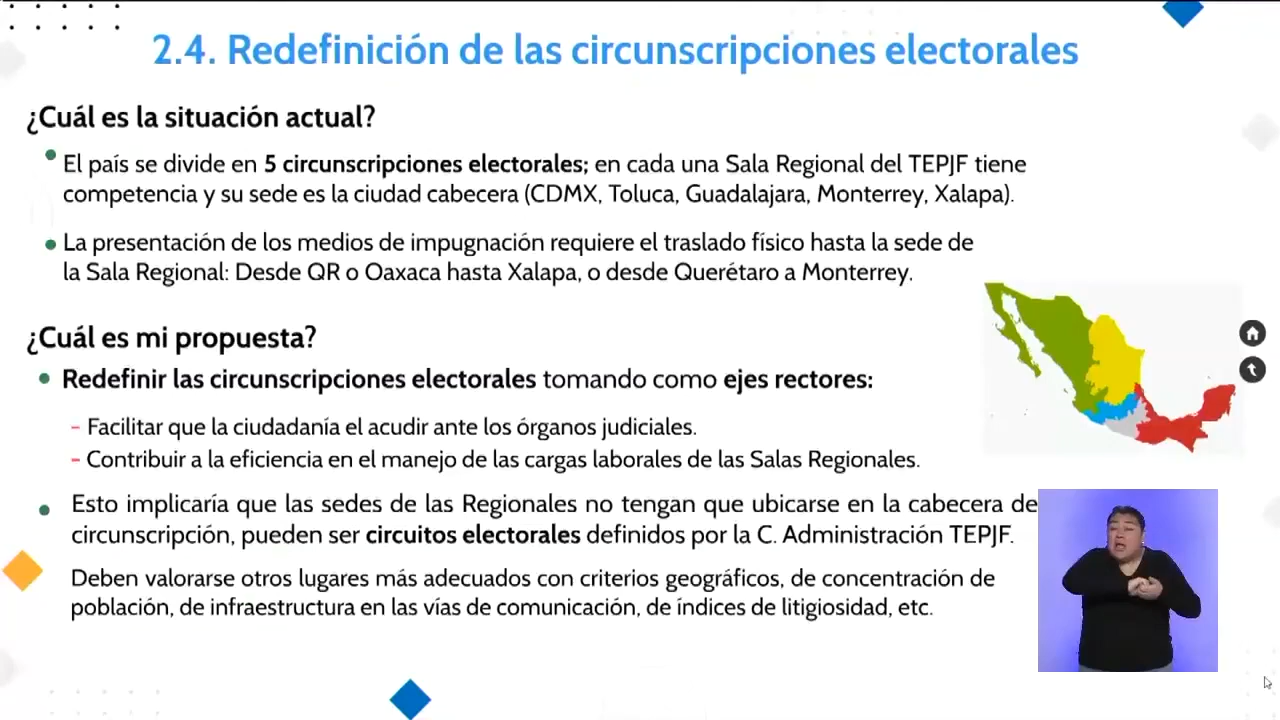 2.4. Redefinición de las circunscripciones electorales
¿Cuál es la situación actual?
El país se divide en 5 circunscripciones electorales; en cada una Sala Regional del TEPJF tiene
competencia y su sede es la ciudad cabecera (CDMX, Toluca, Guadalajara, Monterrey, Xalapa).
La presentación de los medios de impugnación requiere el traslado físico hasta la sede de
la Sala Regional: Desde QR o Oaxaca hasta Xalapa, o desde Querétaro a Monterrey.
¿Cuál es mi propuesta?
Redefinir las circunscripciones electorales tomando como ejes rectores:
- Facilitar que la ciudadanía el acudir ante los órganos judiciales.
- Contribuir a la eficiencia en el manejo de las cargas laborales de las Salas Regionales.
Esto implicaría que las sedes de las Regionales no tengan que ubicarse en la cabecera de
circunscripción, pueden ser circuitos electorales definidos por la C. Administración TEPJF.
Deben valorarse otros lugares más adecuados con criterios geográficos, de concentración de
población, de infraestructura en las vías de comunicación, de índices de litigiosidad, etc.